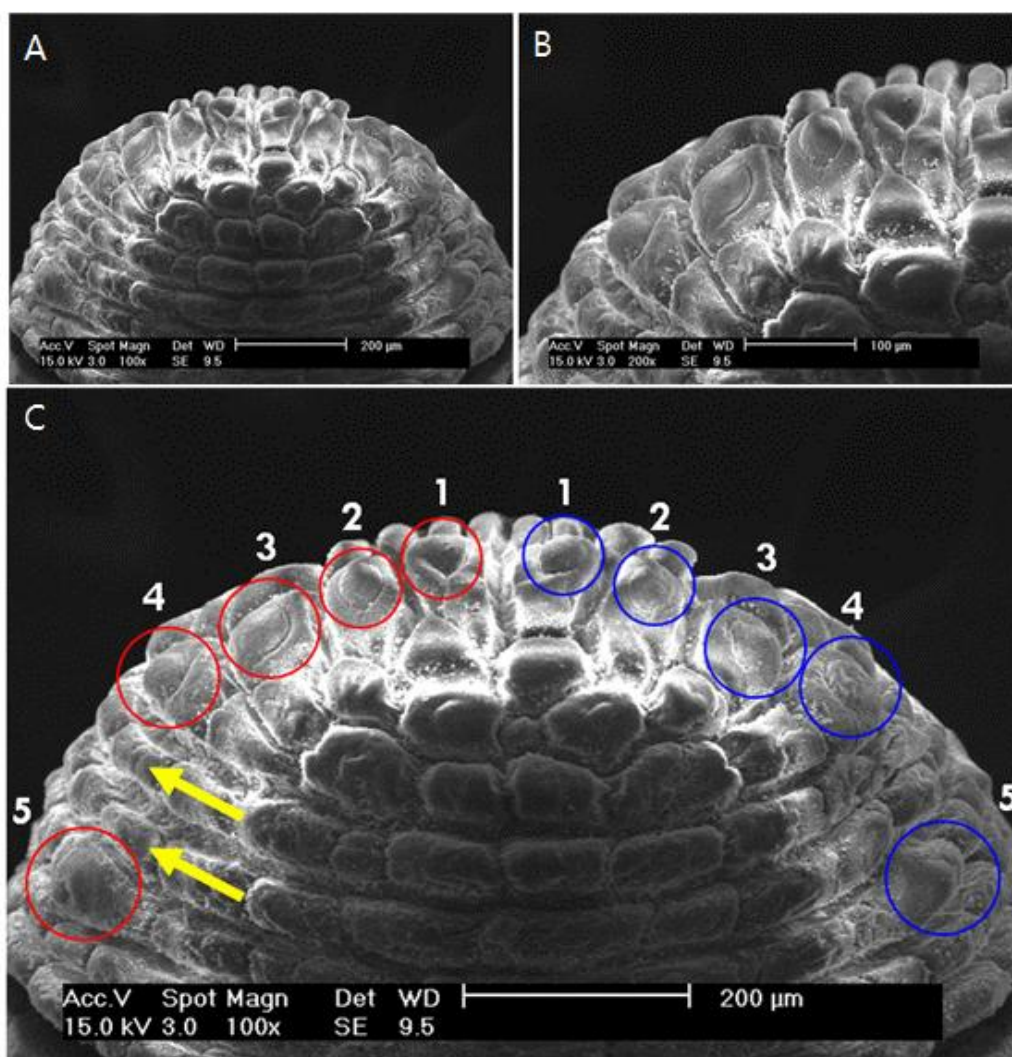 A
Acc.V Spot Magn Det WD 200 µm
15.0 kV 3.0 100x SE 9.5
B
Acc.V Spot Magn Det WD 100 µm
15.0 kV 3.0 200x SE 9.5
C
1 1
2 2
3 3
4 4
5 5
Acc.V Spot Magn Det WD 200 µm
15.0 kV 3.0 100x SE 9.5